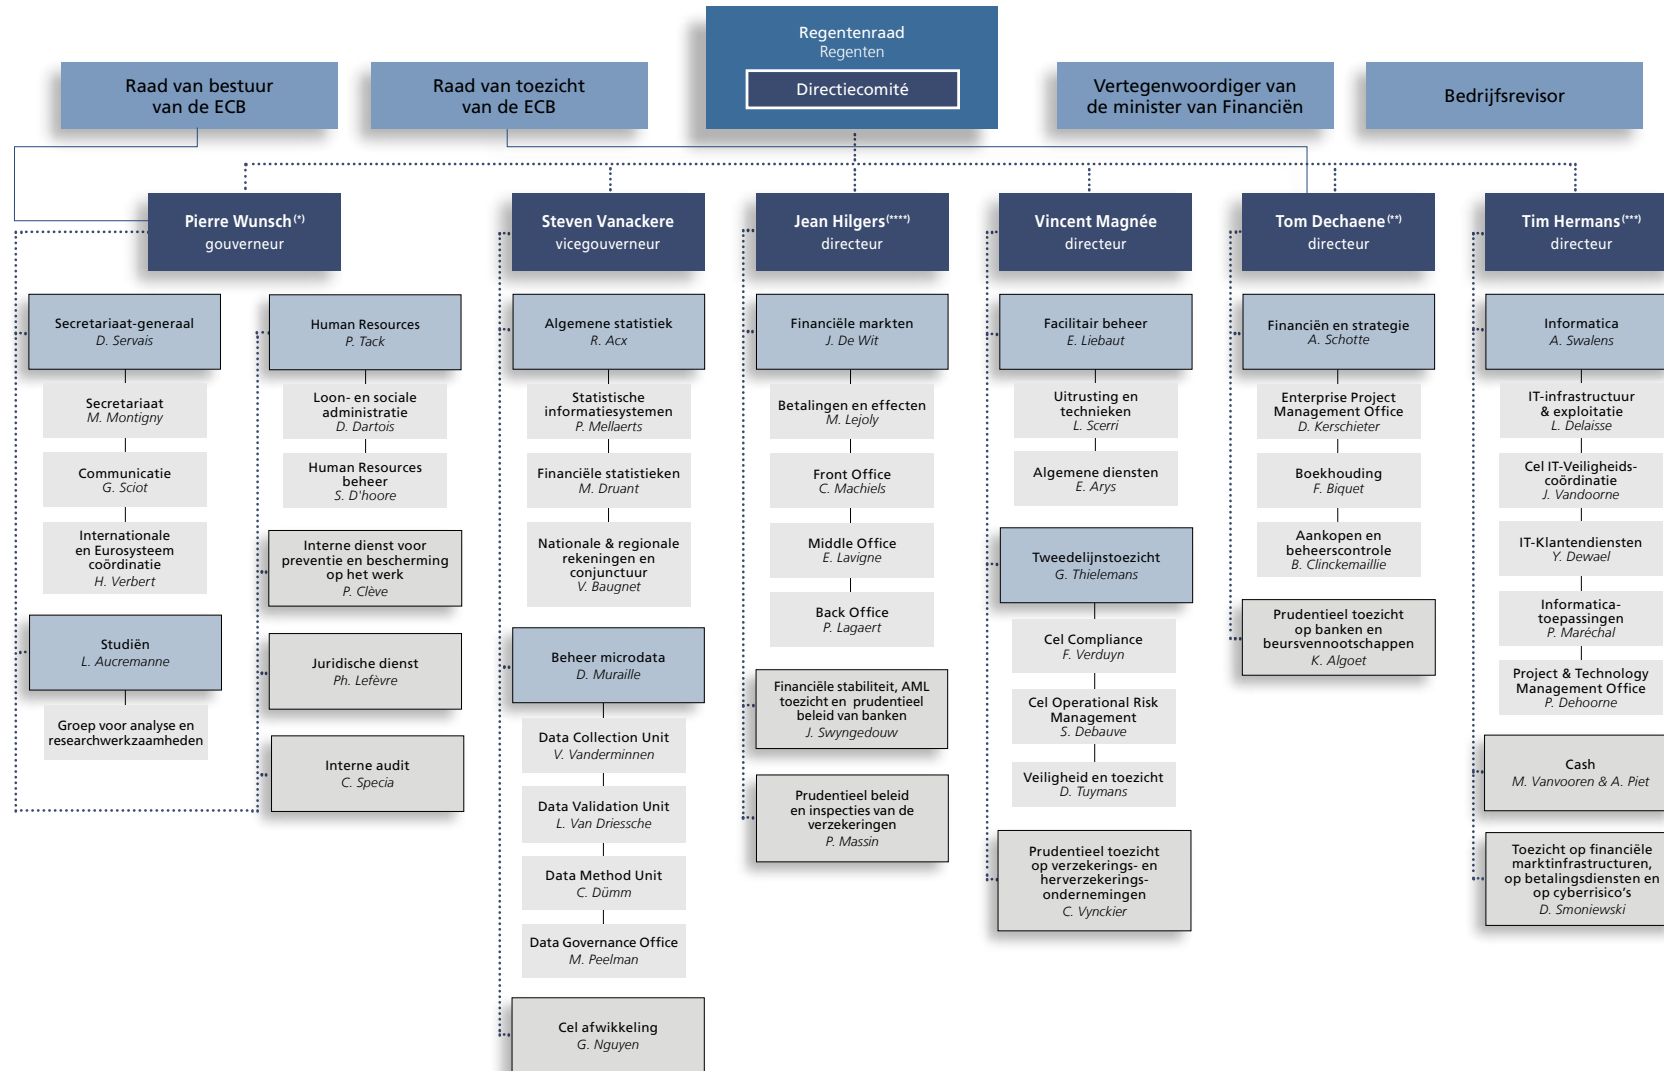 Regentenraad
Regenten
Directiecomité
Raad van bestuur
van de ECB
Raad van toezicht
van de ECB
Vertegenwoordiger van
de minister van Financiën
Bedrijfsrevisor
Pierre Wunsch(*)
gouverneur
Steven Vanackere
vicegouverneur
Jean Hilgers(****)
directeur
Vincent Magnée
directeur
Tom Dechaene(**)
directeur
Tim Hermans(***)
directeur
Secretariaat-generaal
D. Servais
Secretariaat
M. Montigny
Communicatie
G. Sciot
Internationale
en Eurosysteem
coördinatie
H. Verbert
Studiën
L. Aucremanne
Groep voor analyse en
researchwerkzaamheden
Human Resources
P. Tack
Loon- en sociale
administratie
D. Dartois
Human Resources
beheer
S. D'hoore
Interne dienst voor
preventie en bescherming
op het werk
P. Clève
Juridische dienst
Ph. Lefèvre
Interne audit
C. Specia
Algemene statistiek
R. Acx
Statistische
informatiesystemen
P. Mellaerts
Financiële statistieken
M. Druant
Nationale & regionale
rekeningen en
conjunctuur
V. Baugnet
Beheer microdata
D. Muraille
Data Collection Unit
V. Vanderminnen
Data Validation Unit
L. Van Driessche
Data Method Unit
C. Dümm
Data Governance Office
M. Peelman
Cel afwikkeling
G. Nguyen
Financiële markten
J. De Wit
Betalingen en effecten
M. Lejoly
Front Office
C. Machiels
Middle Office
E. Lavigne
Back Office
P. Lagaert
Financiële stabiliteit, AML
toezicht en prudentieel
beleid van banken
J. Swyngedouw
Prudentieel beleid
en inspecties van de
verzekeringen
P. Massin
Facilitair beheer
E. Liebaut
Uitrusting en
technieken
L. Scerri
Algemene diensten
E. Arys
Tweedelijnstoezicht
G. Thielemans
Cel Compliance
F. Verduyn
Cel Operational Risk
Management
S. Debauve
Veiligheid en toezicht
D. Tuymans
Prudentieel toezicht
op verzekerings- en
herverzekerings-
ondernemingen
C. Vynckier
Financiën en strategie
A. Schotte
Enterprise Project
Management Office
D. Kerschieter
Boekhouding
F. Biquet
Aankopen en
beheerscontrole
B. Clinckemaillie
Prudentieel toezicht
op banken en
beursvennootschappen
K. Algoet
Informatica
A. Swalens
IT-infrastructuur
& exploitatie
L. Delaisse
Cel IT-Veiligheids-
coördinatie
J. Vandoorne
IT-Klantendiensten
Y. Dewael
Informatica-
toepassingen
P. Maréchal
Project & Technology
Management Office
P. Dehoorne
Cash
M. Vanvooren & A. Piet
Toezicht op financiële
marktinfrastructuren,
op betalingsdiensten en
op cyberrisico's
D. Smoniewski